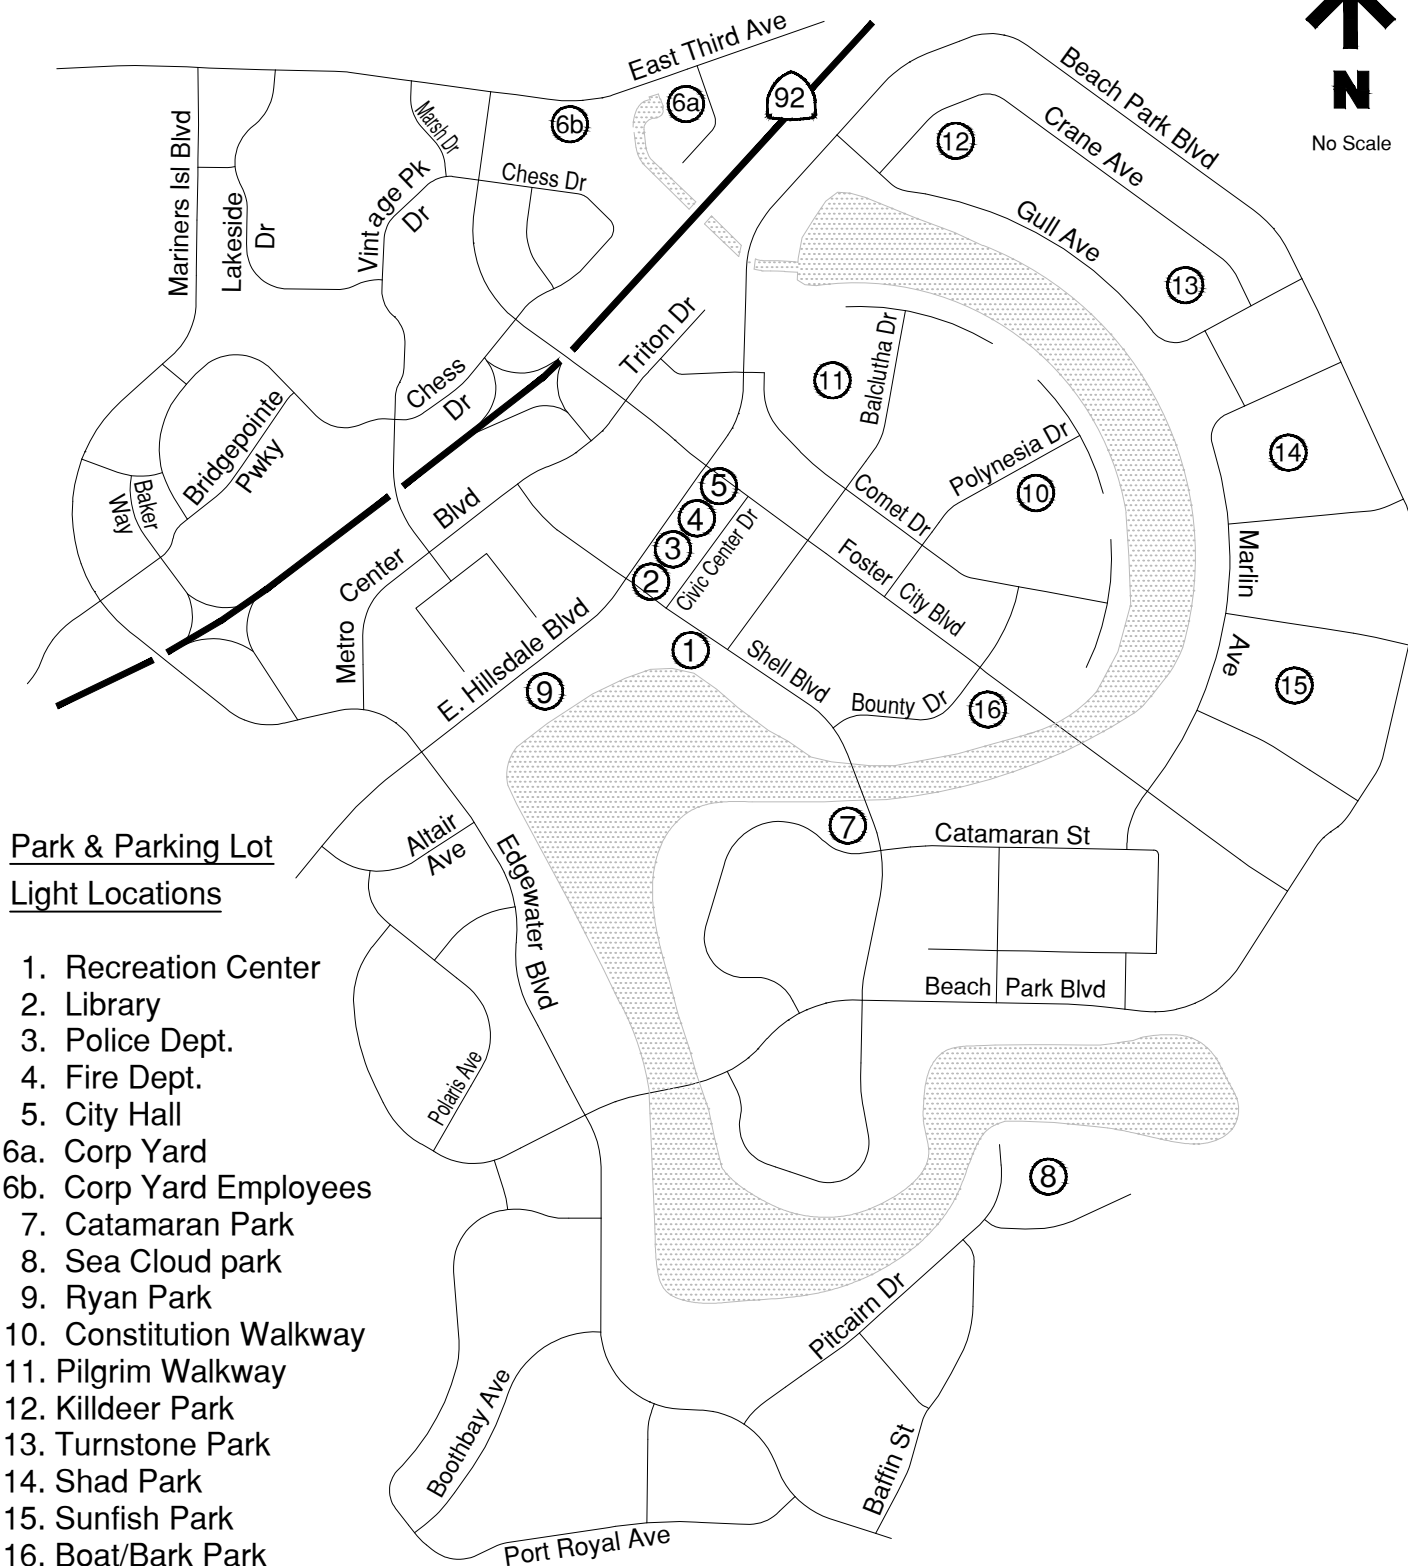 East Third Ave
92
6a
6b
N
No Scale
Beach Park Blvd
Crane Ave
12
Gull Ave
13
Mariners Isl Blvd
Lakeside
Dr
Marsh Dr
Vintage Pk
Dr
Chess Dr
Triton Dr
Chess
Dr
Bridgepointe
Pwky
Baker
Way
Balclutha Dr
11
Polynesia Dr
10
14
Comet Dr
5
4
3
2
Civic Center Dr
Metro Center Blvd
Foster City Blvd
Marlin Ave
E. Hillsdale Blvd
1
Shell Blvd
9
Bounty Dr
16
15
7
Catamaran St
Altair
Ave
Edgewater Blvd
Beach Park Blvd
Polaris Ave
8
Pitcairn Dr
Boothbay Ave
Baffin St
Port Royal Ave
Park & Parking Lot
Light Locations
1. Recreation Center
2. Library
3. Police Dept.
4. Fire Dept.
5. City Hall
6a. Corp Yard
6b. Corp Yard Employees
7. Catamaran Park
8. Sea Cloud park
9. Ryan Park
10. Constitution Walkway
11. Pilgrim Walkway
12. Killdeer Park
13. Turnstone Park
14. Shad Park
15. Sunfish Park
16. Boat/Bark Park